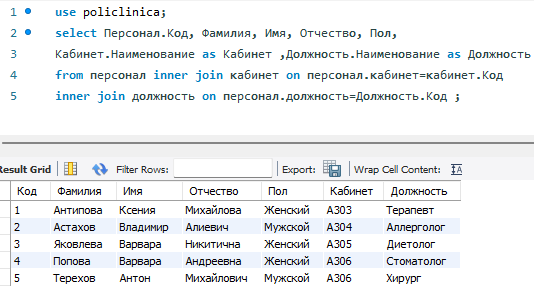 1 use policlinica;
2 select Персонал.Код, Фамилия, Имя, Отчество, Пол,
3 Кабинет.Наименование as Кабинет ,Должность.Наименование as Должность
4 from персонал inner join кабинет on персонал.кабинет=кабинет.Код
5 inner join должность on персонал.должность=Должность.Код ;
Result Grid Filter Rows: Export: Wrap Cell Content: IA
Код Фамилия Имя Отчество Пол Кабинет Должность
1 Антипова Ксения Михайлова Женский А303 Терапевт
2 Астахов Владимир Алиевич Мужской А304 Аллерголог
3 Яковлева Варвара Никитична Женский А305 Диетолог
4 Попова Варвара Андреевна Женский А306 Стоматолог
5 Терехов Антон Михайлович Мужской А306 Хирург